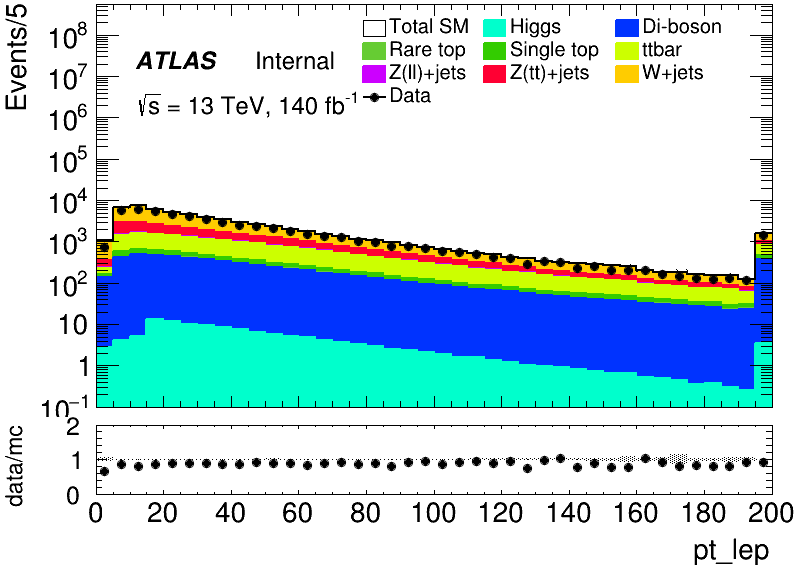 Events/5
10⁸
10⁷
10⁶
10⁵
10⁴
10³
10²
10
1
10⁻¹
ATLAS Internal
√s = 13 TeV, 140 fb⁻¹
Total SM Higgs Di-boson
Rare top Single top ttbar
Z(ll)+jets Z(tt)+jets W+jets
Data
data/mc
2
1
0
0 20 40 60 80 100 120 140 160 180 200
pt_lep